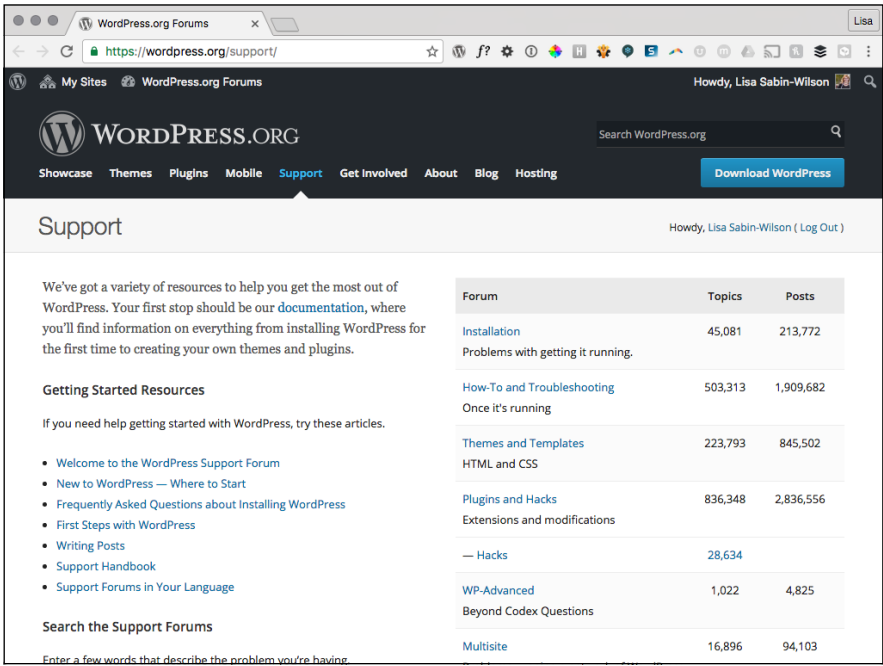 WordPress.org Forums
Lisa
https://wordpress.org/support/
My Sites WordPress.org Forums Howdy, Lisa Sabin-Wilson
WORDPRESS.ORG
Search WordPress.org
Showcase Themes Plugins Mobile Support Get Involved About Blog Hosting
Download WordPress
Support
Howdy, Lisa Sabin-Wilson ( Log Out )
We've got a variety of resources to help you get the most out of
WordPress. Your first stop should be our documentation, where
you'll find information on everything from installing WordPress for
the first time to creating your own themes and plugins.
Getting Started Resources
If you need help getting started with WordPress, try these articles.
• Welcome to the WordPress Support Forum
• New to WordPress — Where to Start
• Frequently Asked Questions about Installing WordPress
• First Steps with WordPress
• Writing Posts
• Support Handbook
• Support Forums in Your Language
Search the Support Forums
Enter a few words that describe the problem you're having.
Forum Topics Posts
Installation 45,081 213,772
Problems with getting it running.
How-To and Troubleshooting 503,313 1,909,682
Once it's running
Themes and Templates 223,793 845,502
HTML and CSS
Plugins and Hacks 836,348 2,836,556
Extensions and modifications
— Hacks 28,634
WP-Advanced 1,022 4,825
Beyond Codex Questions
Multisite 16,896 94,103